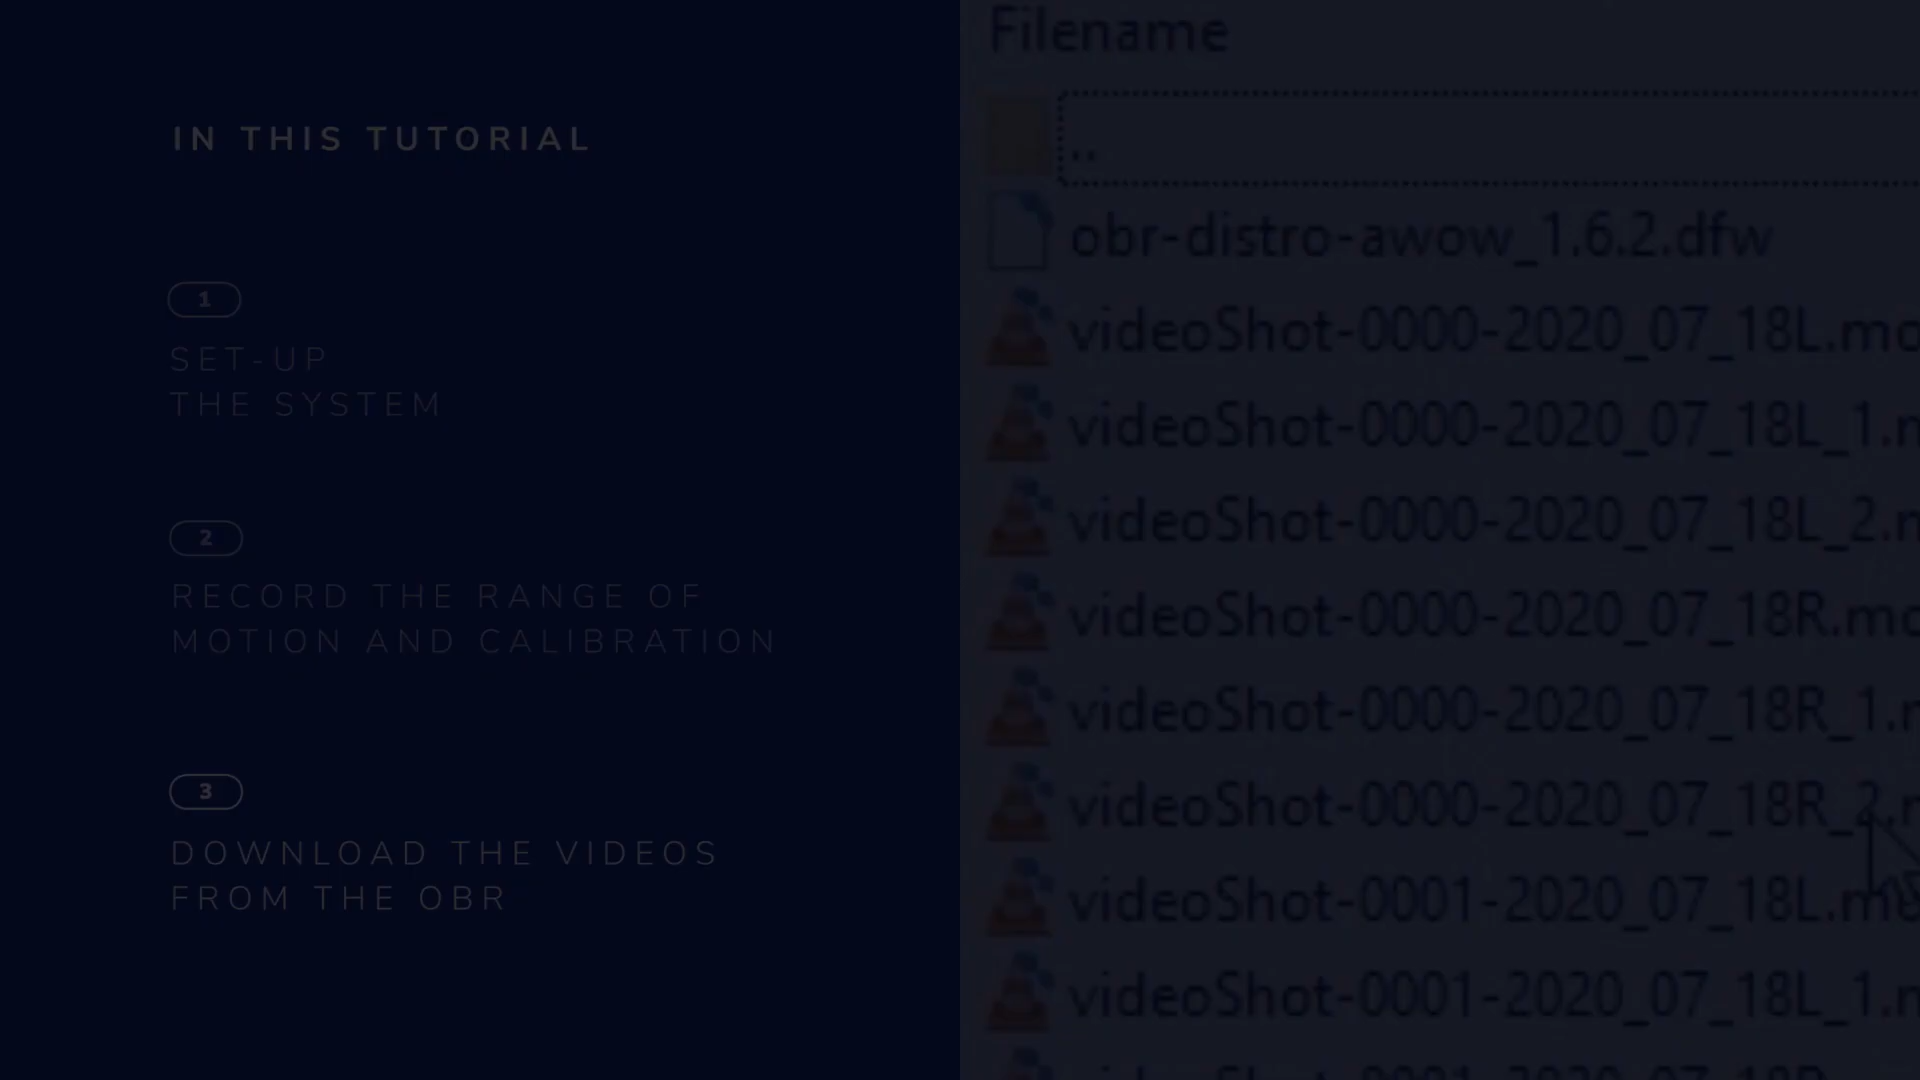 IN THIS TUTORIAL
1
SET-UP
THE SYSTEM
2
RECORD THE RANGE OF
MOTION AND CALIBRATION
3
DOWNLOAD THE VIDEOS
FROM THE OBR
Filename
..
obr-distro-awow_1.6.2.dfw
videoShot-0000-2020_07_18L.mo
videoShot-0000-2020_07_18L_1.m
videoShot-0000-2020_07_18L_2.m
videoShot-0000-2020_07_18R.mo
videoShot-0000-2020_07_18R_1.m
videoShot-0000-2020_07_18R_2.m
videoShot-0001-2020_07_18L.mo
videoShot-0001-2020_07_18L_1.m